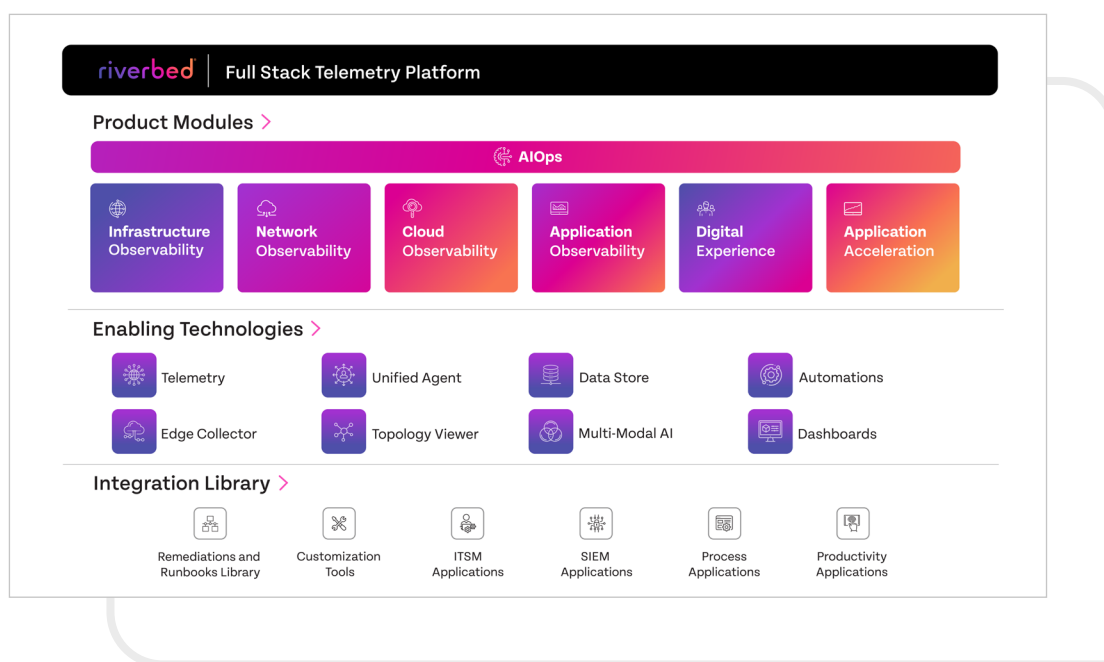 riverbed
Full Stack Telemetry Platform
Product Modules
AIOps
Infrastructure
Observability
Network
Observability
Cloud
Observability
Application
Observability
Digital
Experience
Application
Acceleration
Enabling Technologies
Telemetry
Unified Agent
Data Store
Automations
Edge Collector
Topology Viewer
Multi-Modal AI
Dashboards
Integration Library
Remediations and
Runbooks Library
Customization
Tools
ITSM
Applications
SIEM
Applications
Process
Applications
Productivity
Applications